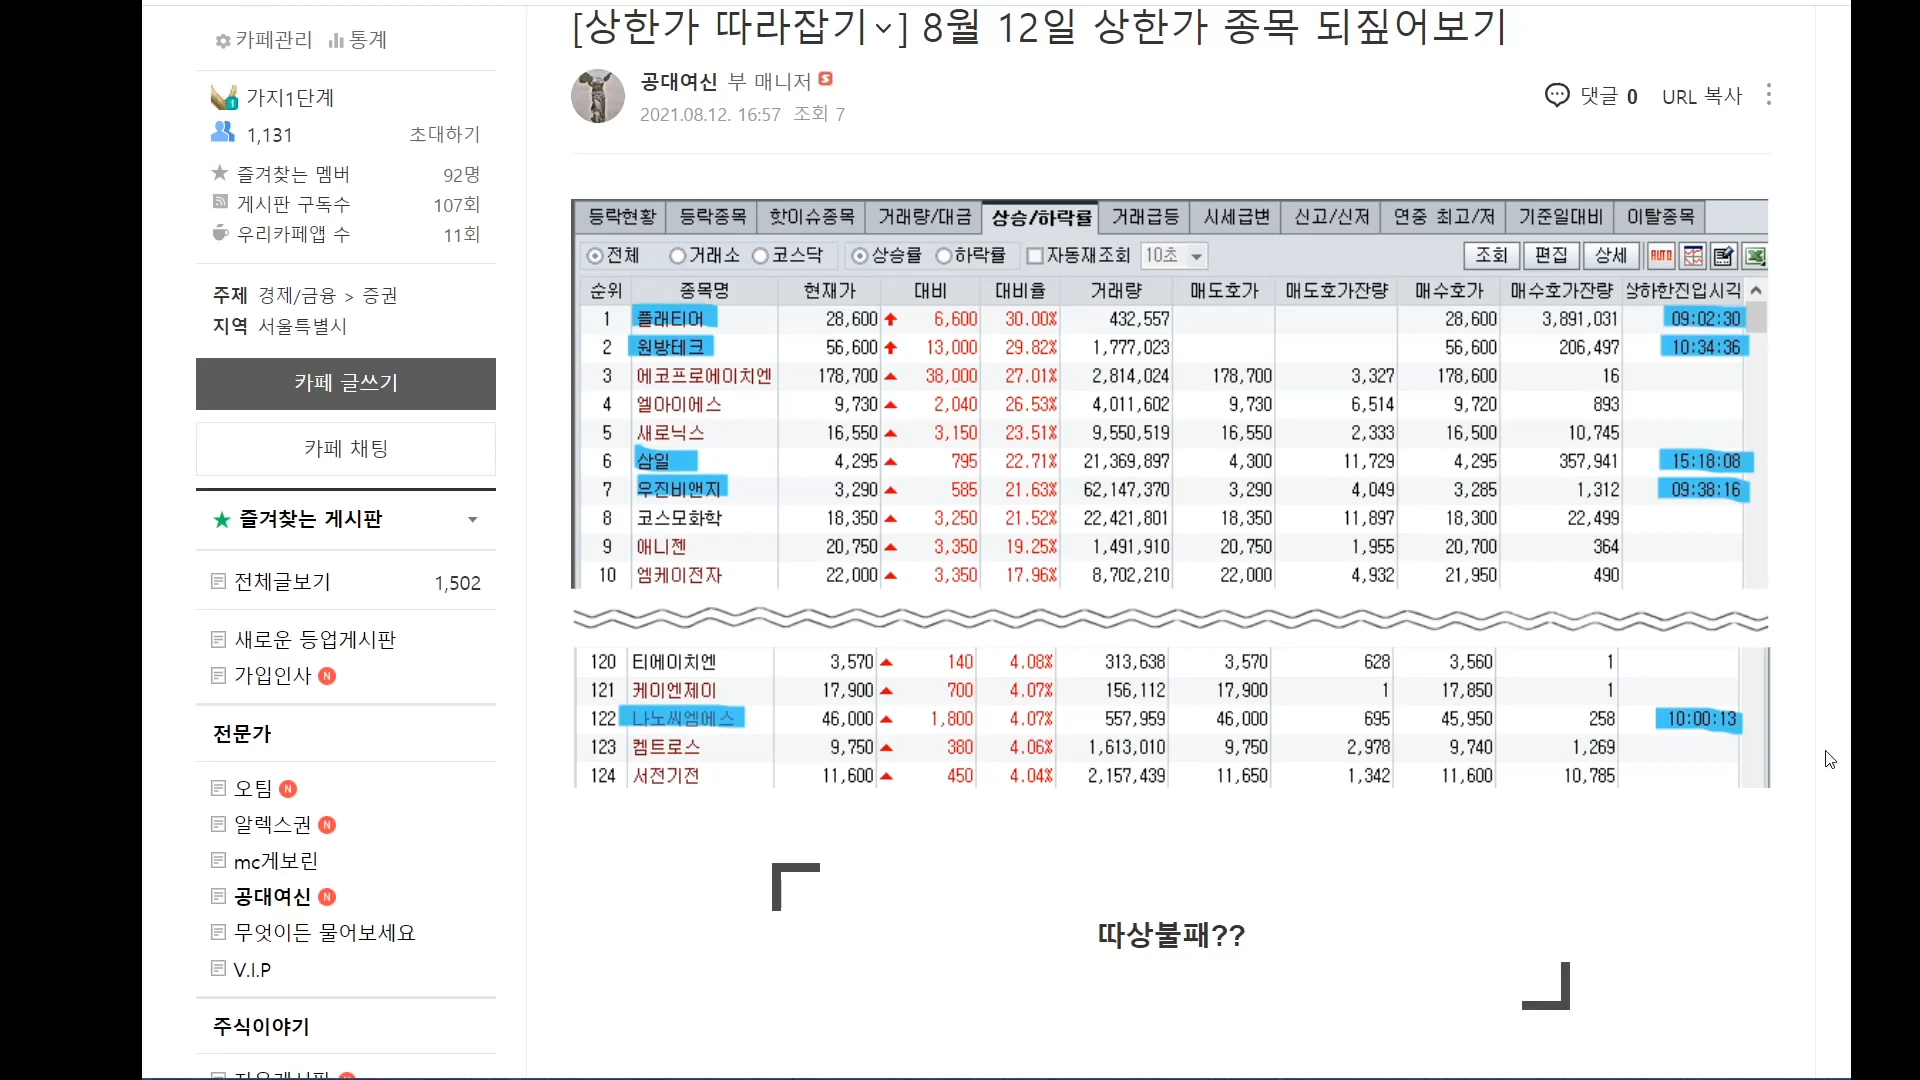 카페관리 통계
가지1단계
1,131 초대하기
즐겨찾는 멤버 92명
게시판 구독수 107회
우리카페앱 수 11회
주제 경제/금융 > 증권
지역 서울특별시
카페 글쓰기
카페 채팅
즐겨찾는 게시판
전체글보기 1,502
새로운 등업게시판
가입인사 N
전문가
오팀 N
알렉스권 N
mc게보린
공대여신 N
무엇이든 물어보세요
V.I.P
주식이야기
[상한가 따라잡기] 8월 12일 상한가 종목 되짚어보기
공대여신 부 매니저
2021.08.12. 16:57 조회 7
댓글 0 URL 복사
등락현황 등락종목 핫이슈종목 거래량/대금 상승/하락률 거래급등 시세급변 신고/신저 연중 최고/저 기준일대비 이탈종목
전체 거래소 코스닥 상승률 하락률 자동재조회 10초 조회 편집 상세 AUTO
순위 종목명 현재가 대비 대비율 거래량 매도호가 매도호가잔량 매수호가 매수호가잔량 상하한진입시각
1 플래티어 28,600 6,600 30.00% 432,557 28,600 3,891,031 09:02:30
2 원방테크 56,600 13,000 29.82% 1,777,023 56,600 206,497 10:34:36
3 에코프로에이치엔 178,700 38,000 27.01% 2,814,024 178,700 3,327 178,600 16
4 엘아이에스 9,730 2,040 26.53% 4,011,602 9,730 6,514 9,720 893
5 새로닉스 16,550 3,150 23.51% 9,550,519 16,550 2,333 16,500 10,745
6 삼일 4,295 795 22.71% 21,369,897 4,300 11,729 4,295 357,941 15:18:08
7 우진비앤지 3,290 585 21.63% 62,147,370 3,290 4,049 3,285 1,312 09:38:16
8 코스모화학 18,350 3,250 21.52% 22,421,801 18,350 11,897 18,300 22,499
9 애니젠 20,750 3,350 19.25% 1,491,910 20,750 1,955 20,700 364
10 엠케이전자 22,000 3,350 17.96% 8,702,210 22,000 4,932 21,950 490
120 티에이치엔 3,570 140 4.08% 313,638 3,570 628 3,560 1
121 케이엔제이 17,900 700 4.07% 156,112 17,900 1 17,850 1
122 나노씨엠에스 46,000 1,800 4.07% 557,959 46,000 695 45,950 258 10:00:13
123 켐트로스 9,750 380 4.06% 1,613,010 9,750 2,978 9,740 1,269
124 서전기전 11,600 450 4.04% 2,157,439 11,650 1,342 11,600 10,785
따상불패??